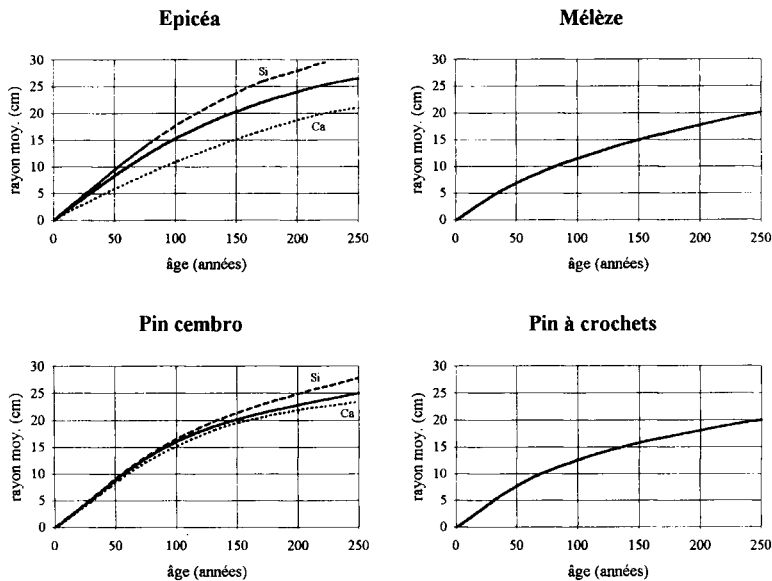 Epicéa
rayon moy. (cm)
30
25
20
15
10
5
0
Si
Ca
0 50 100 150 200 250
âge (années)
Mélèze
rayon moy. (cm)
30
25
20
15
10
5
0
0 50 100 150 200 250
âge (années)
Pin cembro
rayon moy. (cm)
30
25
20
15
10
5
0
Si
Ca
0 50 100 150 200 250
âge (années)
Pin à crochets
rayon moy. (cm)
30
25
20
15
10
5
0
0 50 100 150 200 250
âge (années)